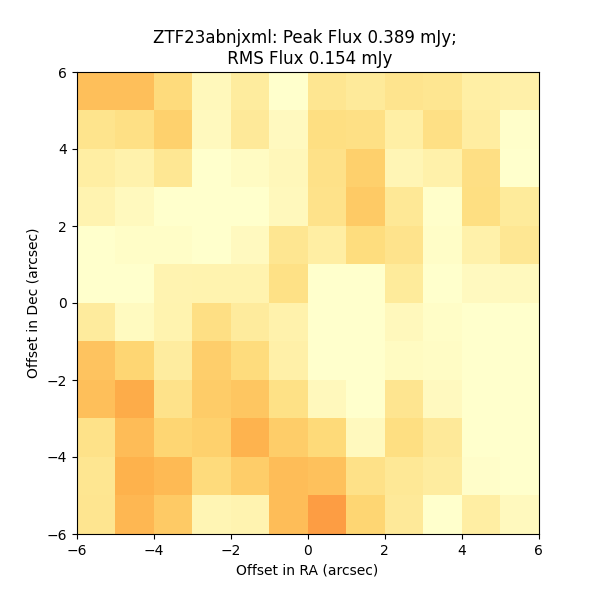 ZTF23abnjxml: Peak Flux 0.389 mJy;
RMS Flux 0.154 mJy
6
4
2
0
−2
−4
−6
Offset in Dec (arcsec)
−6 −4 −2 0 2 4 6
Offset in RA (arcsec)